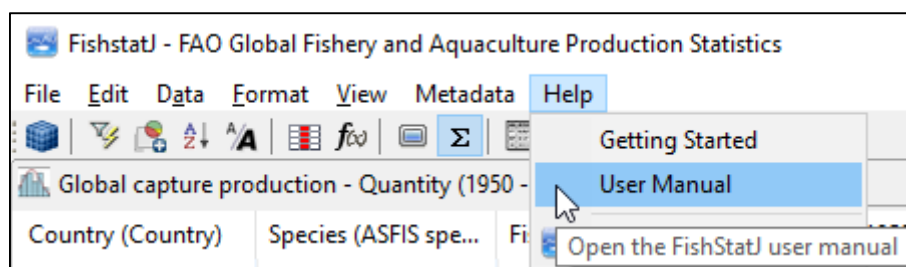 FishstatJ - FAO Global Fishery and Aquaculture Production Statistics
File Edit Data Format View Metadata Help
Getting Started
Global capture production - Quantity (1950 -
User Manual
Country (Country) Species (ASFIS spe...
Open the FishStatJ user manual